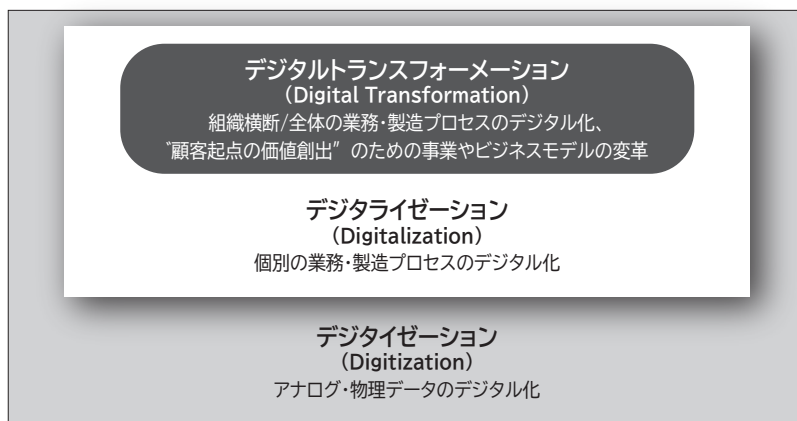 デジタルトランスフォーメーション
(Digital Transformation)
組織横断/全体の業務・製造プロセスのデジタル化、
〝顧客起点の価値創出〟のための事業やビジネスモデルの変革
デジタライゼーション
(Digitalization)
個別の業務・製造プロセスのデジタル化
デジタイゼーション
(Digitization)
アナログ・物理データのデジタル化